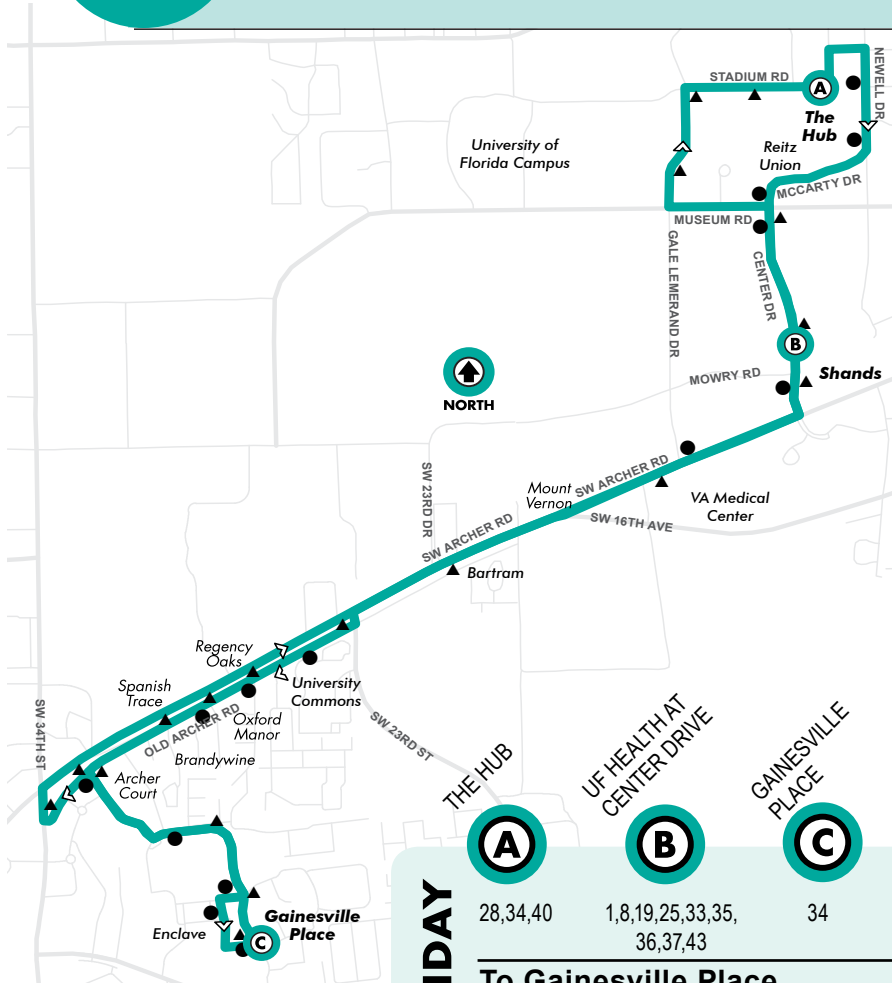 STADIUM RD
A
NEWELL DR
The
Hub
University of
Florida Campus
Reitz
Union
MCCARTY DR
MUSEUM RD
GALE LEMERAND DR
CENTER DR
B
MOWRY RD
Shands
NORTH
SW ARCHER RD
SW 23RD DR
Mount
Vernon
VA Medical
Center
SW 16TH AVE
SW ARCHER RD
Bartram
Regency
Oaks
University
Commons
Spanish
Trace
Oxford
Manor
OLD ARCHER RD
SW 34TH ST
SW 23RD ST
Brandywine
Archer
Court
Gainesville
Place
Enclave
C
THE HUB
UF HEALTH AT
CENTER DRIVE
GAINESVILLE
PLACE
A
B
C
28,34,40
1,8,19,25,33,35,
36,37,43
34
IDAY
To Gainesville Place